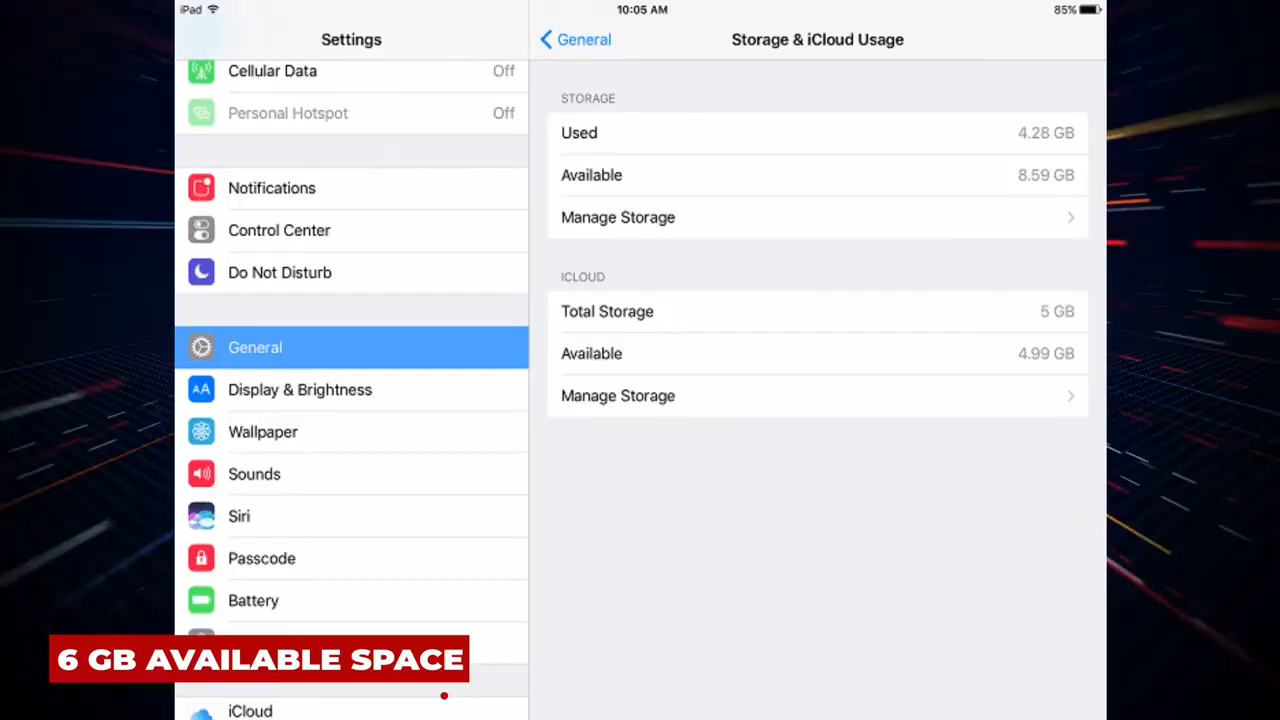 iPad
10:05 AM
85%
Settings
Cellular Data Off
Personal Hotspot Off
Notifications
Control Center
Do Not Disturb
General
Display & Brightness
AA
Wallpaper
Sounds
Siri
Passcode
Battery
iCloud
General
Storage & iCloud Usage
STORAGE
Used 4.28 GB
Available 8.59 GB
Manage Storage
ICLOUD
Total Storage 5 GB
Available 4.99 GB
Manage Storage
6 GB AVAILABLE SPACE